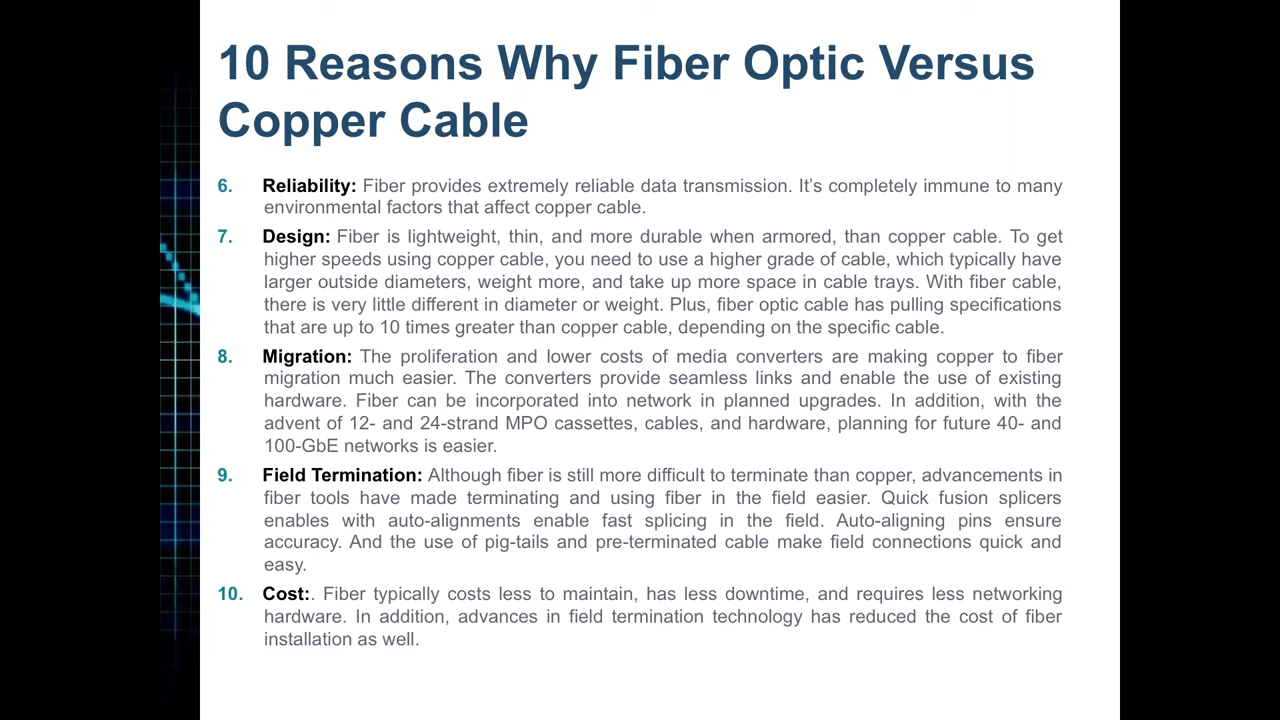 10 Reasons Why Fiber Optic Versus
Copper Cable
6. Reliability: Fiber provides extremely reliable data transmission. It’s completely immune to many
environmental factors that affect copper cable.
7. Design: Fiber is lightweight, thin, and more durable when armored, than copper cable. To get
higher speeds using copper cable, you need to use a higher grade of cable, which typically have
larger outside diameters, weight more, and take up more space in cable trays. With fiber cable,
there is very little different in diameter or weight. Plus, fiber optic cable has pulling specifications
that are up to 10 times greater than copper cable, depending on the specific cable.
8. Migration: The proliferation and lower costs of media converters are making copper to fiber
migration much easier. The converters provide seamless links and enable the use of existing
hardware. Fiber can be incorporated into network in planned upgrades. In addition, with the
advent of 12- and 24-strand MPO cassettes, cables, and hardware, planning for future 40- and
100-GbE networks is easier.
9. Field Termination: Although fiber is still more difficult to terminate than copper, advancements in
fiber tools have made terminating and using fiber in the field easier. Quick fusion splicers
enables with auto-alignments enable fast splicing in the field. Auto-aligning pins ensure
accuracy. And the use of pig-tails and pre-terminated cable make field connections quick and
easy.
10. Cost:. Fiber typically costs less to maintain, has less downtime, and requires less networking
hardware. In addition, advances in field termination technology has reduced the cost of fiber
installation as well.